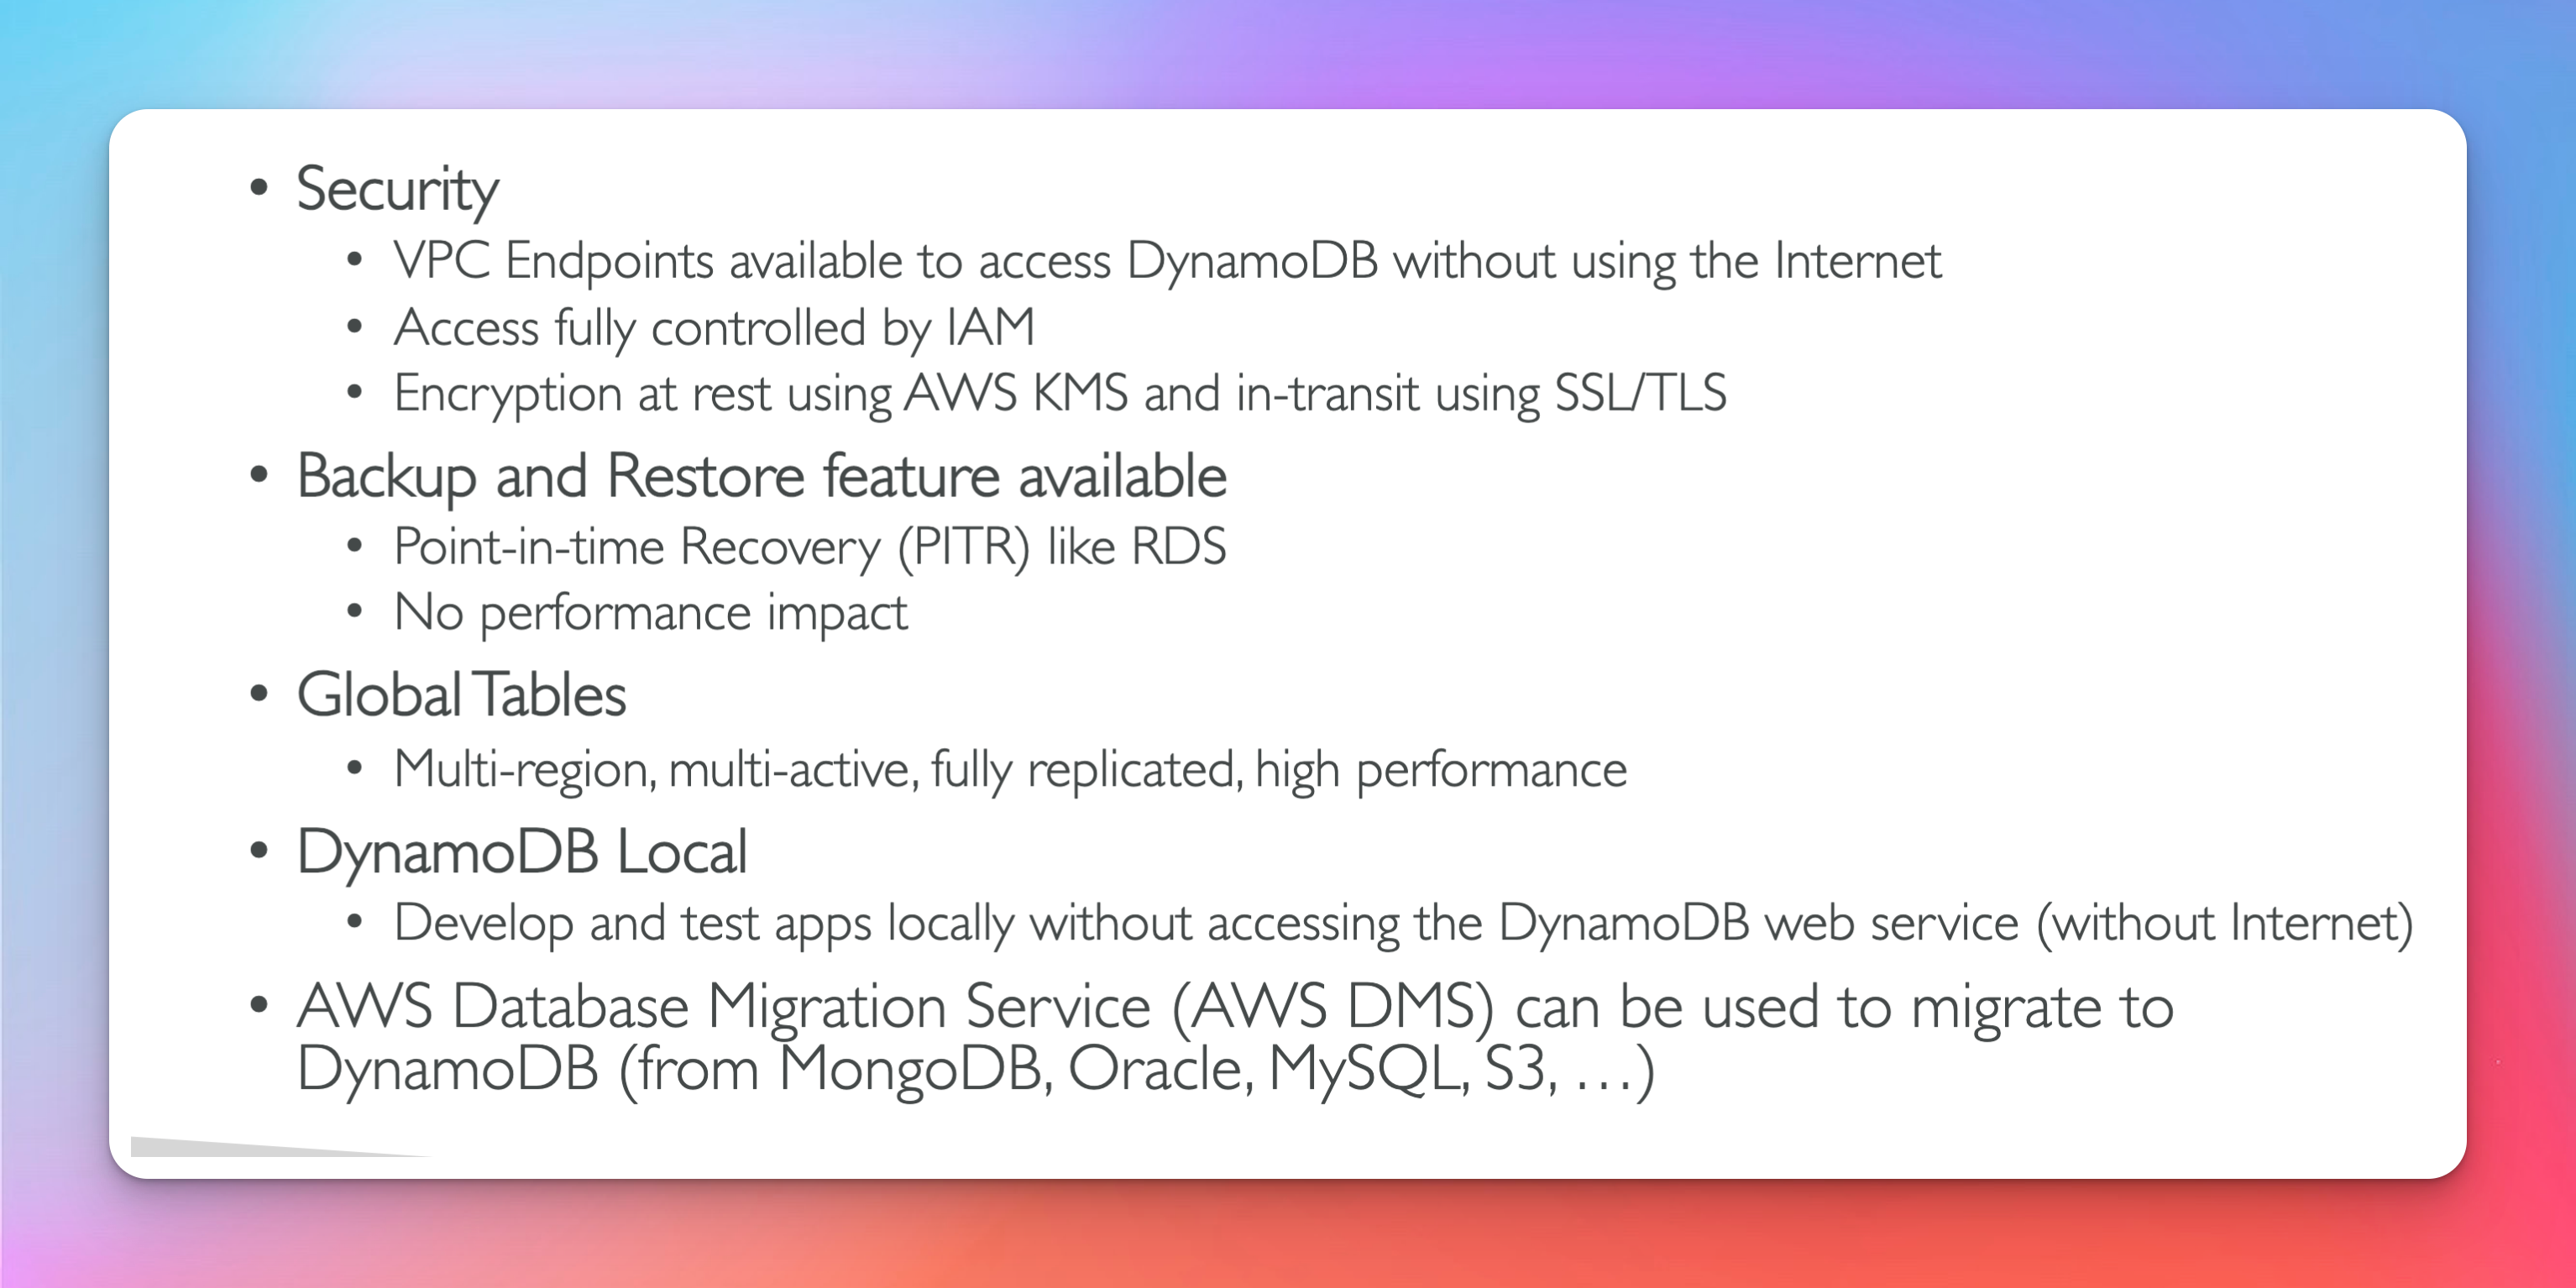 • Security
• VPC Endpoints available to access DynamoDB without using the Internet
• Access fully controlled by IAM
• Encryption at rest using AWS KMS and in-transit using SSL/TLS
• Backup and Restore feature available
• Point-in-time Recovery (PITR) like RDS
• No performance impact
• Global Tables
• Multi-region, multi-active, fully replicated, high performance
• DynamoDB Local
• Develop and test apps locally without accessing the DynamoDB web service (without Internet)
• AWS Database Migration Service (AWS DMS) can be used to migrate to
DynamoDB (from MongoDB, Oracle, MySQL, S3, …)